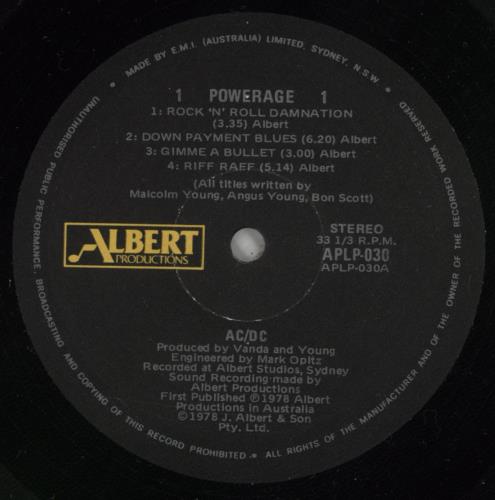 MADE BY E.M.I. (AUSTRALIA) LIMITED, SYDNEY, N.S.W.
1 POWERAGE 1
1: ROCK 'N' ROLL DAMNATION
(3.35) Albert
2: DOWN PAYMENT BLUES (6.20) Albert
3: GIMME A BULLET (3.00) Albert
4: RIFF RAFF (5.14) Albert
(All titles written by
Malcolm Young, Angus Young, Bon Scott)
ALBERT
PRODUCTIONS
STEREO
33 1/3 R.P.M.
APLP-030
APLP-030A
AC/DC
Produced by Vanda and Young
Engineered by Mark Opitz
Recorded at Albert Studios, Sydney
Sound Recording made by
Albert Productions
First Published ℗1978 Albert
Productions in Australia
©1978 J. Albert & Son
Pty. Ltd.
UNAUTHORISED PUBLIC PERFORMANCE, BROADCASTING AND COPYING OF THIS RECORD PROHIBITED • ALL RIGHTS OF THE MANUFACTURER AND OF THE OWNER OF THE RECORDED WORK RESERVED